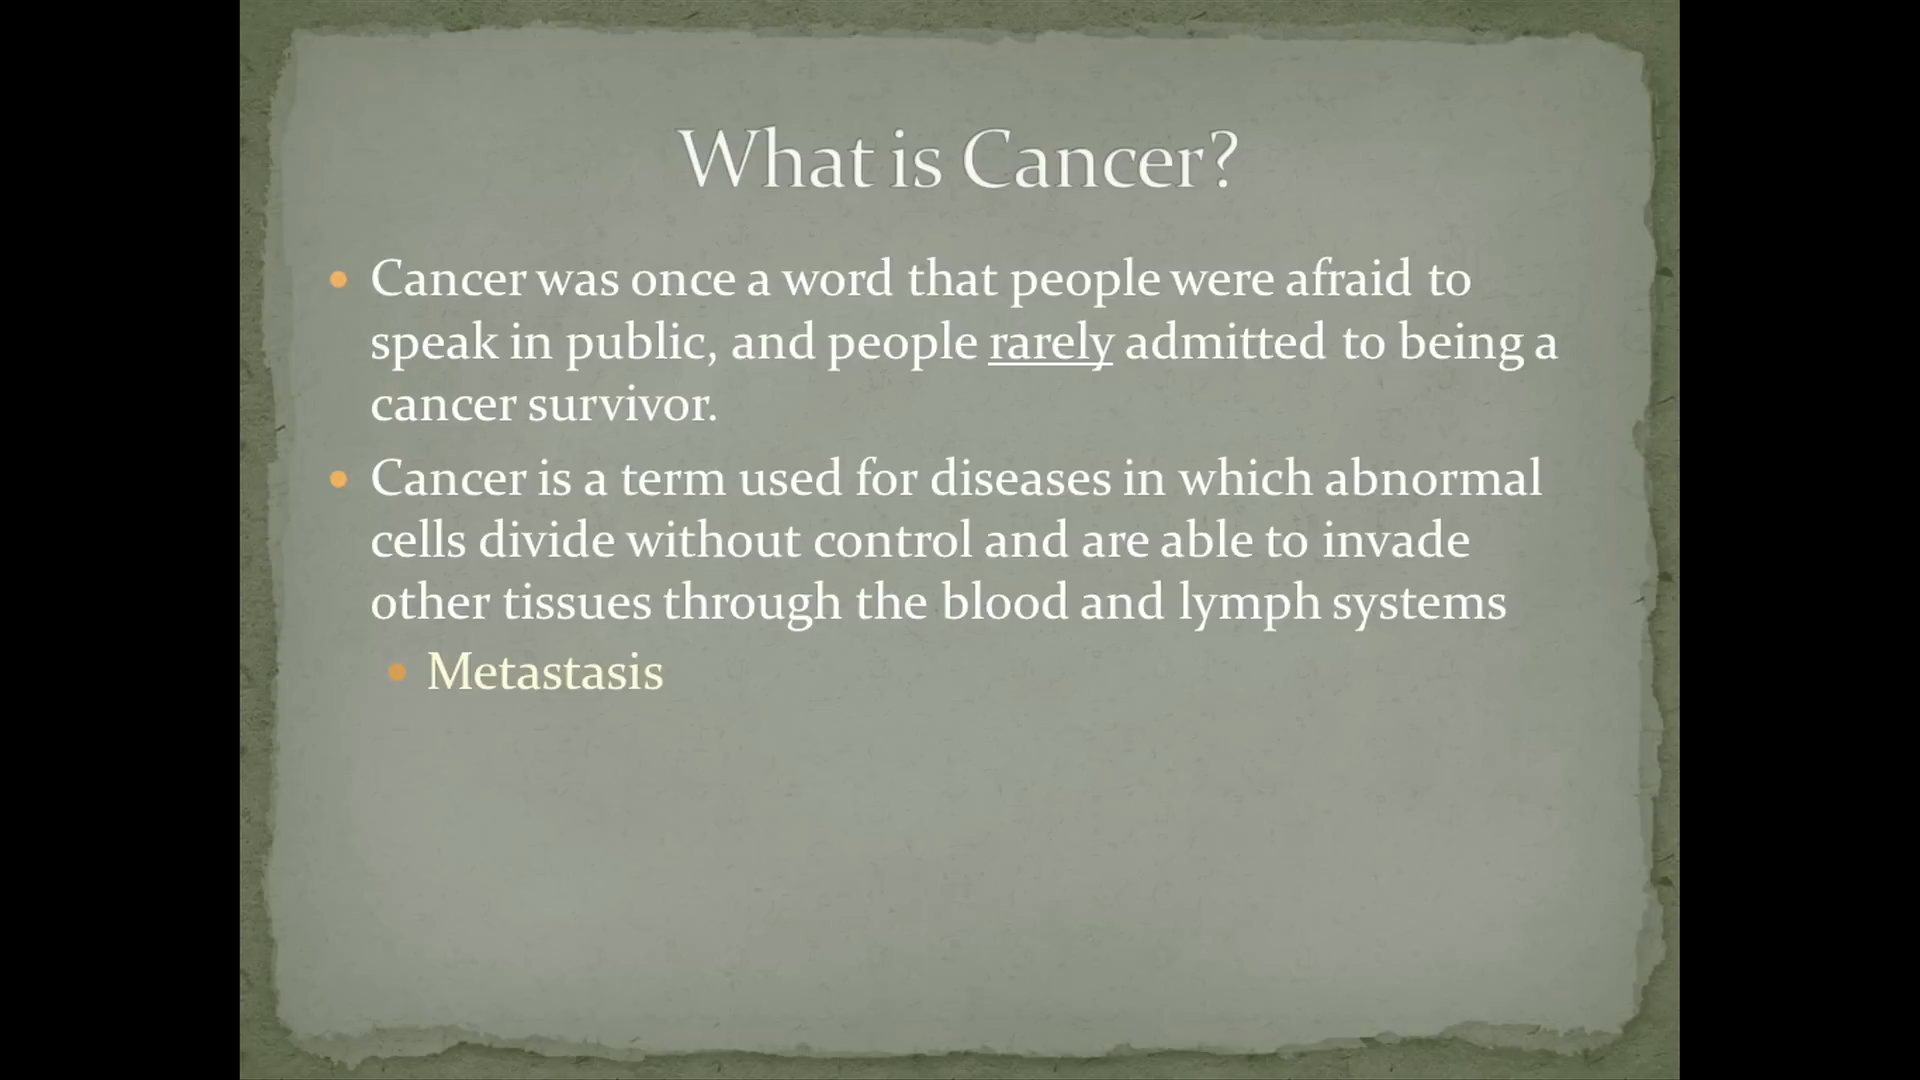 What is Cancer?
Cancer was once a word that people were afraid to
speak in public, and people rarely admitted to being a
cancer survivor.
Cancer is a term used for diseases in which abnormal
cells divide without control and are able to invade
other tissues through the blood and lymph systems
Metastasis